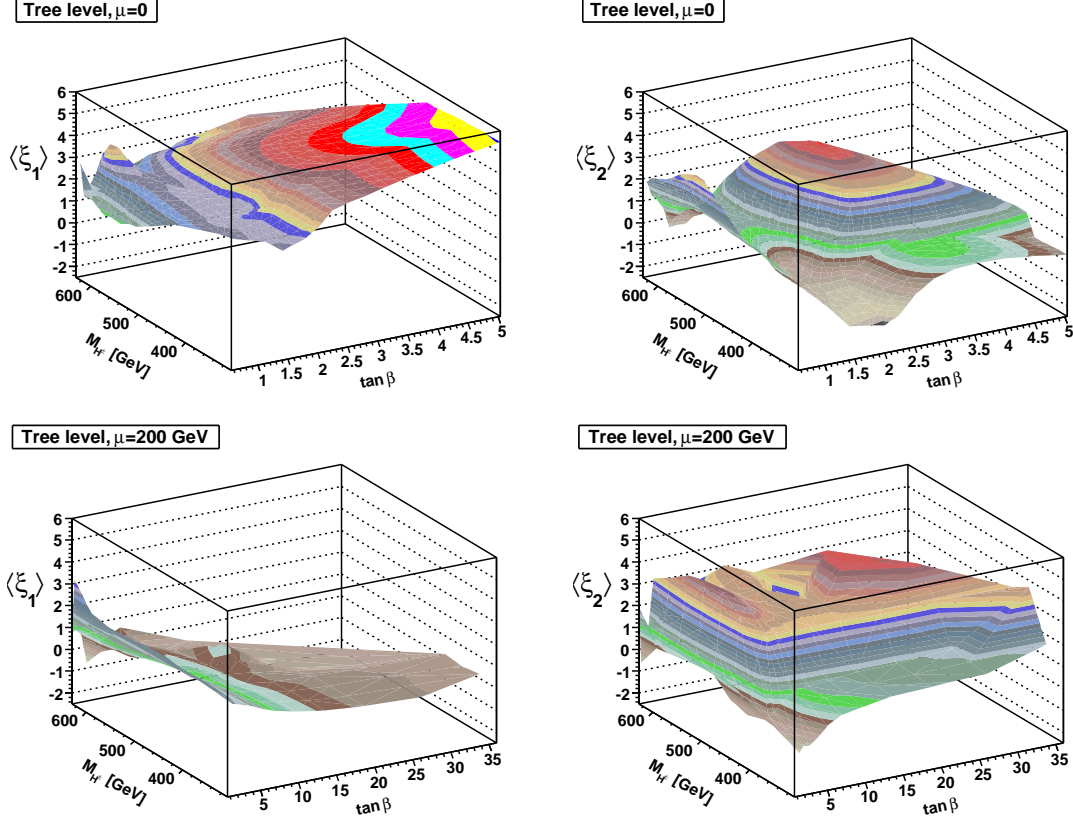 Tree level, μ=0
⟨ξ1⟩
6
5
4
3
2
1
0
-1
-2
600
500
400
MH± [GeV]
1 1.5 2 2.5 3 3.5 4 4.5 5
tan β
Tree level, μ=0
⟨ξ2⟩
6
5
4
3
2
1
0
-1
-2
600
500
400
MH± [GeV]
1 1.5 2 2.5 3 3.5 4 4.5 5
tan β
Tree level, μ=200 GeV
⟨ξ1⟩
6
5
4
3
2
1
0
-1
-2
600
500
400
MH± [GeV]
5 10 15 20 25 30 35
tan β
Tree level, μ=200 GeV
⟨ξ2⟩
6
5
4
3
2
1
0
-1
-2
600
500
400
MH± [GeV]
5 10 15 20 25 30 35
tan β